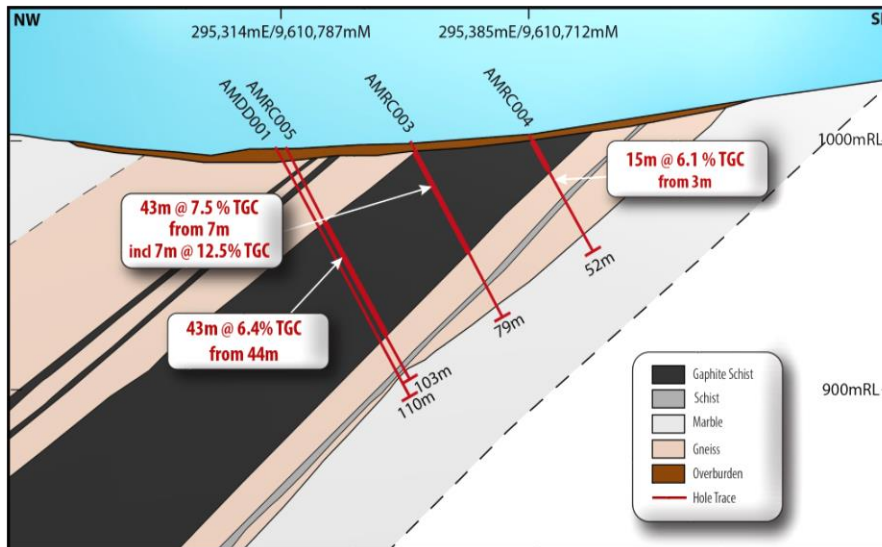 NW
SE
295,314mE/9,610,787mM
295,385mE/9,610,712mM
AMDD001
AMRC005
AMRC003
AMRC004
1000mRL
15m @ 6.1 % TGC
from 3m
43m @ 7.5 % TGC
from 7m
incl 7m @ 12.5% TGC
52m
79m
43m @ 6.4% TGC
from 44m
103m
110m
900mRL
Gaphite Schist
Schist
Marble
Gneiss
Overburden
Hole Trace